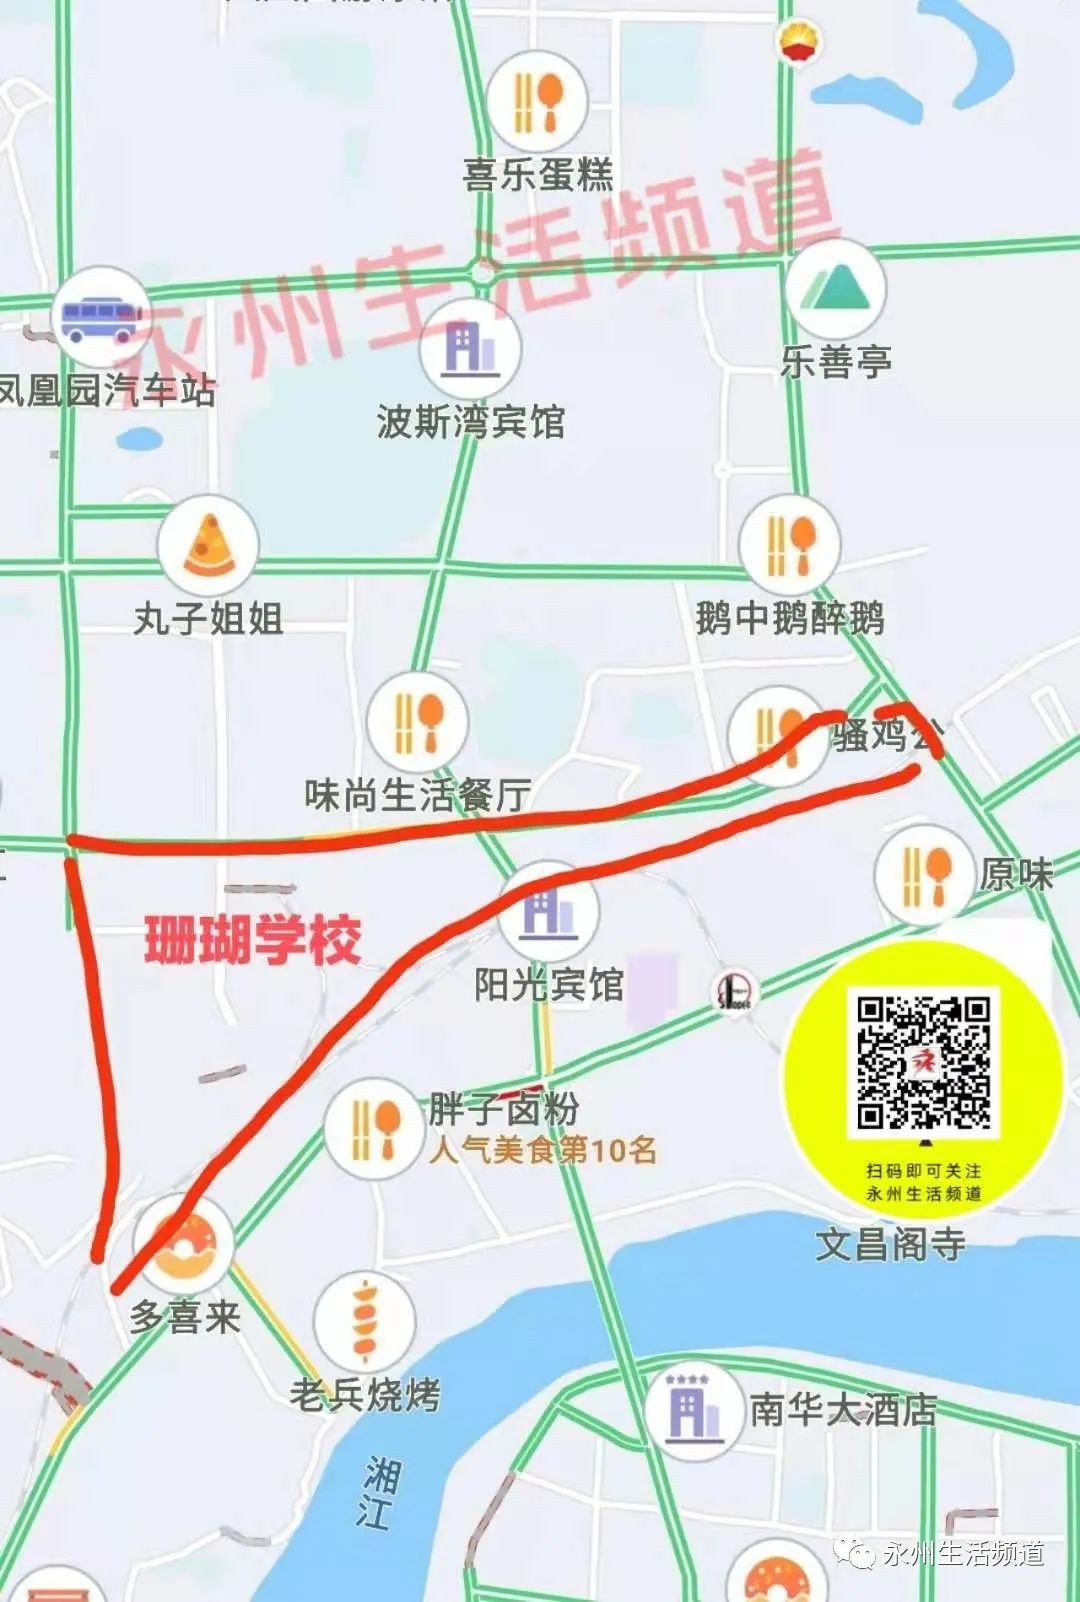 喜乐蛋糕
永州生活频道
乐善亭
凤凰园汽车站
波斯湾宾馆
丸子姐姐
鹅中鹅醉鹅
骚鸡公
味尚生活餐厅
原味
珊瑚学校
阳光宾馆
胖子卤粉
人气美食第10名
扫码即可关注
永州生活频道
文昌阁寺
多喜来
老兵烧烤
南华大酒店
湘江
永州生活频道